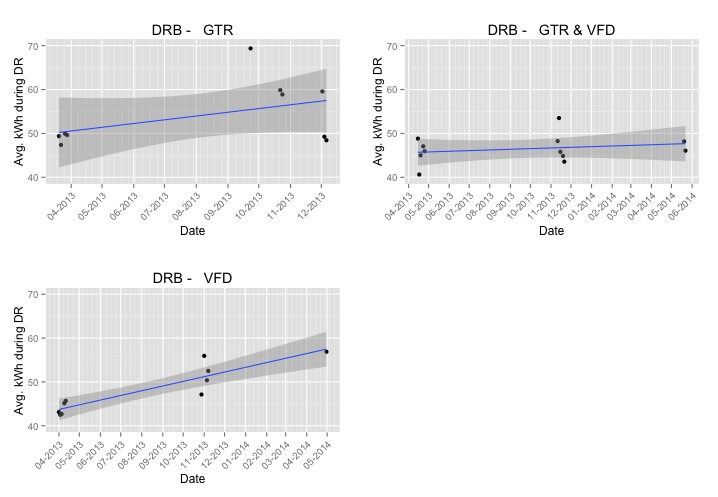 DRB - GTR
Avg. kWh during DR
70
60
50
40
04-2013 05-2013 06-2013 07-2013 08-2013 09-2013 10-2013 11-2013 12-2013
Date
DRB - GTR & VFD
Avg. kWh during DR
70
60
50
40
04-2013 05-2013 06-2013 07-2013 08-2013 09-2013 10-2013 11-2013 12-2013 01-2014 02-2014 03-2014 04-2014 05-2014 06-2014
Date
DRB - VFD
Avg. kWh during DR
70
60
50
40
04-2013 05-2013 06-2013 07-2013 08-2013 09-2013 10-2013 11-2013 12-2013 01-2014 02-2014 03-2014 04-2014 05-2014
Date